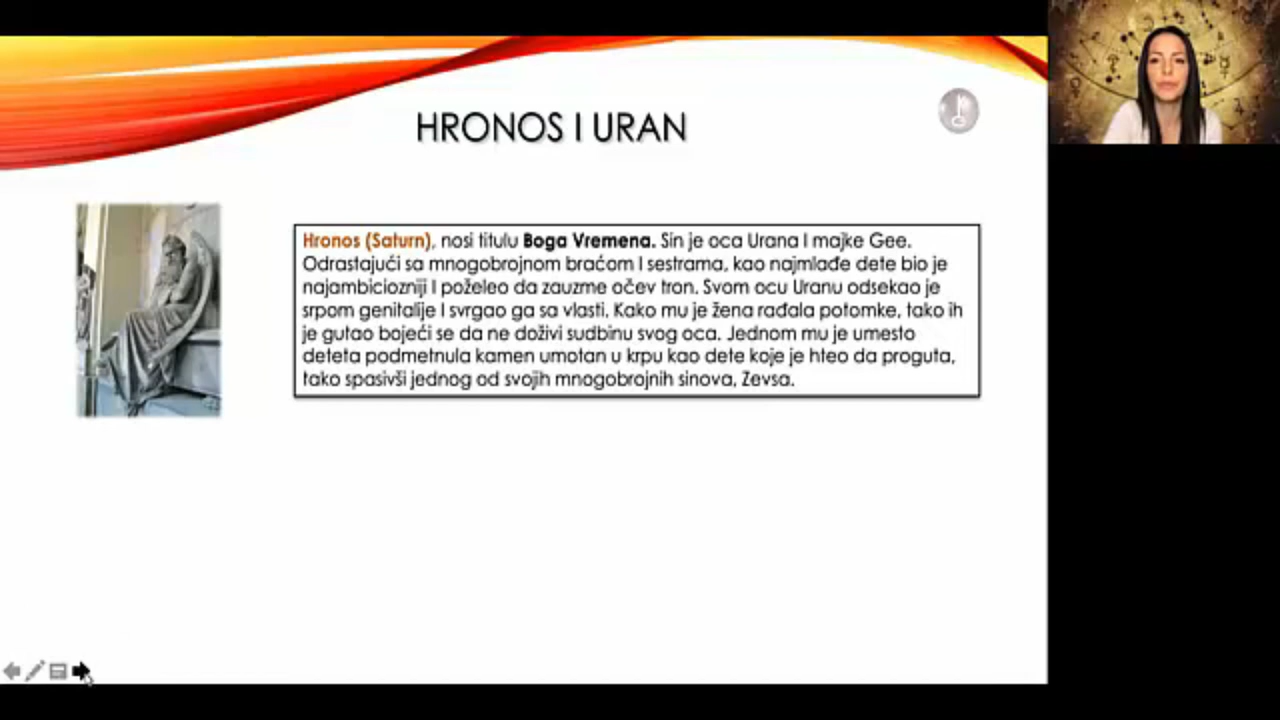 HRONOS I URAN
Hronos (Saturn), nosi titulu Boga Vremena. Sin je oca Urana I majke Gee.
Odrastajući sa mnogobrojnom braćom I sestrama, kao najmlađe dete bio je
najambiciozniji I poželeo da zauzme očev tron. Svom ocu Uranu odsekao je
srpom genitalije I svrgao ga sa vlasti. Kako mu je žena rađala potomke, tako ih
je gutao bojeći se da ne doživi sudbinu svog oca. Jednom mu je umesto
deteta podmetnula kamen umotan u krpu kao dete koje je hteo da proguta,
tako spasivši jednog od svojih mnogobrojnih sinova, Zevsa.